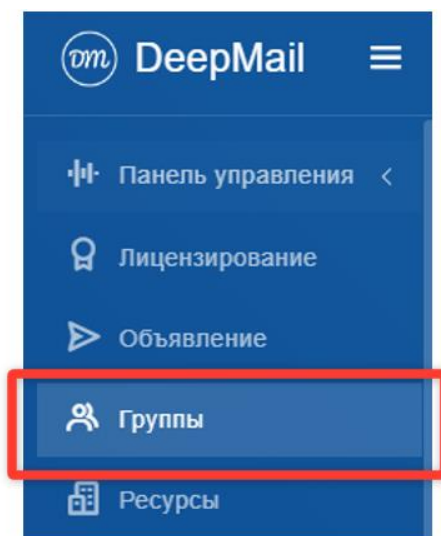 DeepMail
Панель управления
Лицензирование
Объявление
Группы
Ресурсы